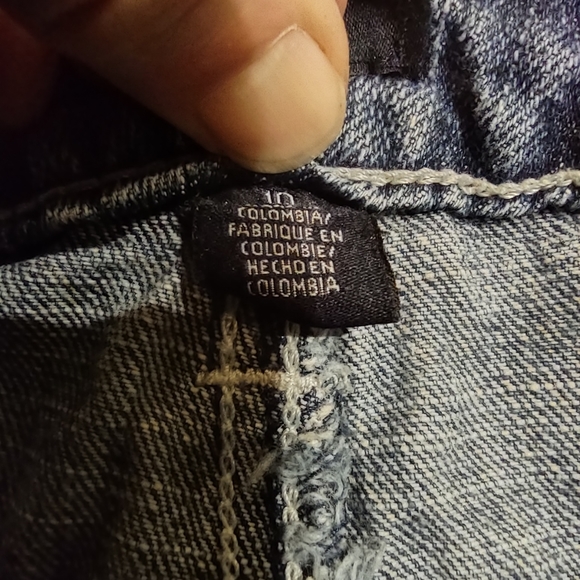 10
COLOMBIA/
FABRIQUE EN
COLOMBIE/
HECHO EN
COLOMBIA